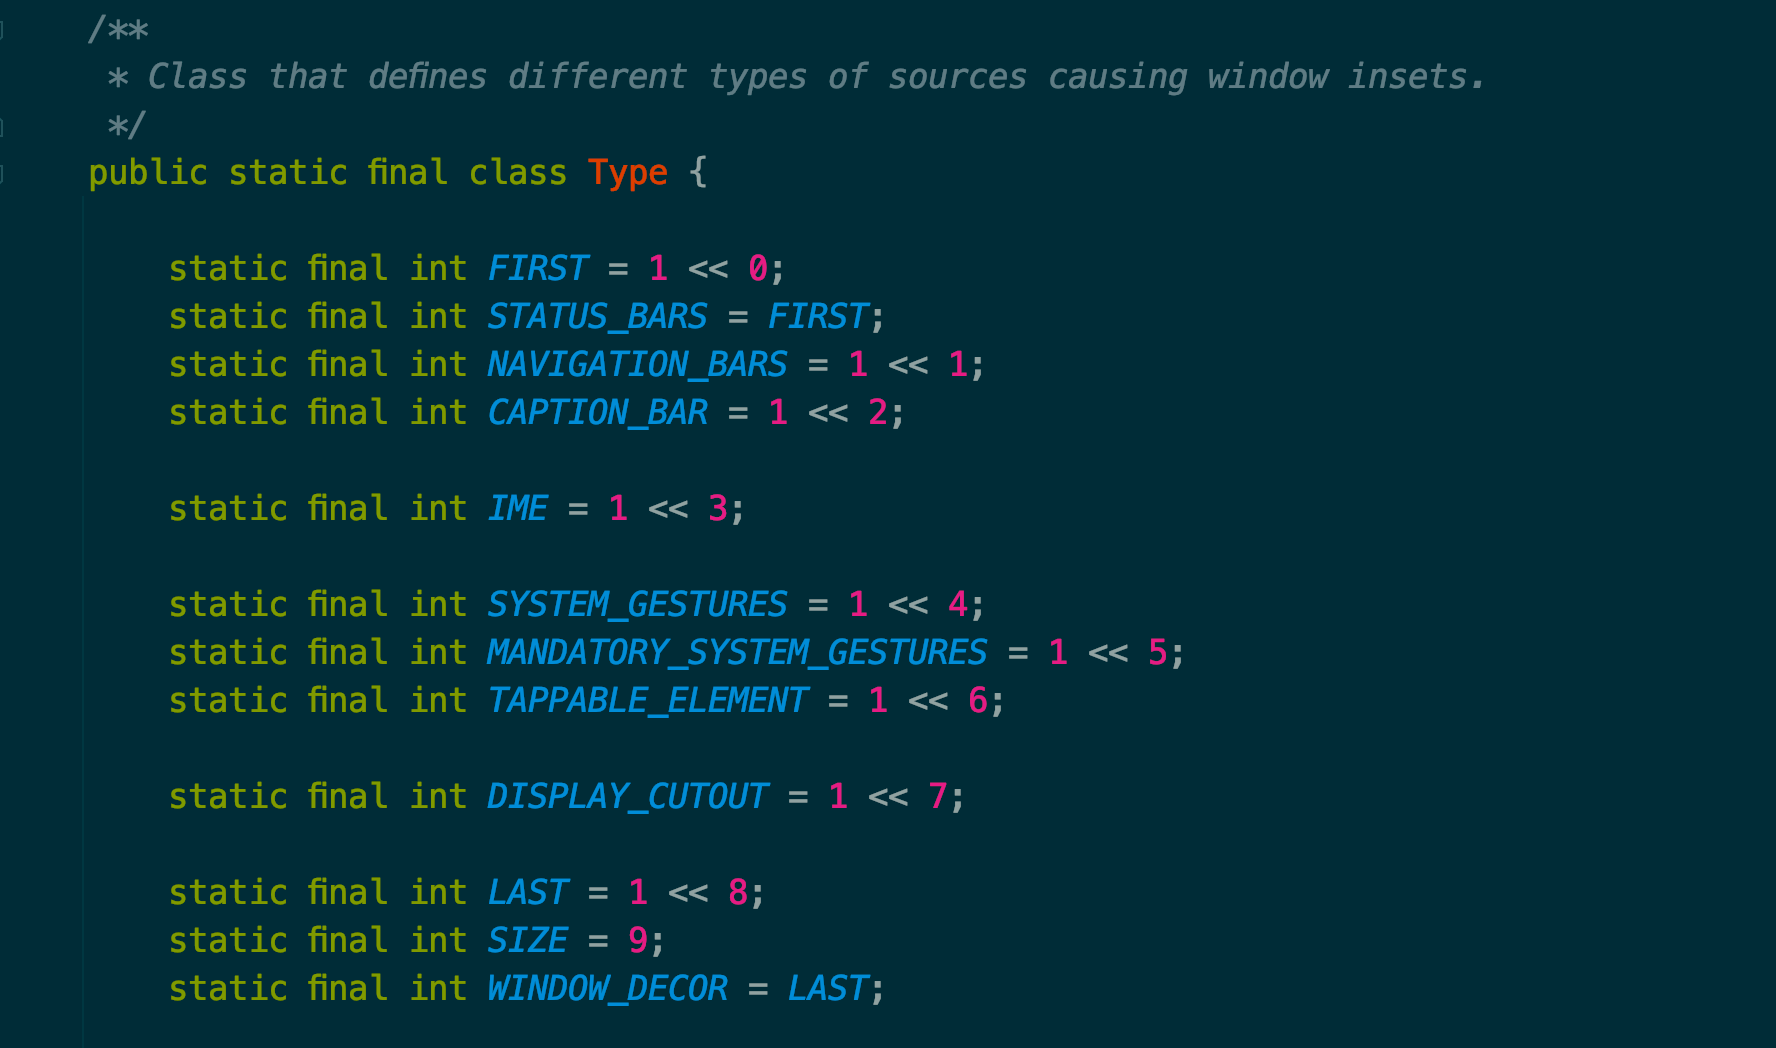 /**
 * Class that defines different types of sources causing window insets.
 */
public static final class Type {
static final int FIRST = 1 << 0;
static final int STATUS_BARS = FIRST;
static final int NAVIGATION_BARS = 1 << 1;
static final int CAPTION_BAR = 1 << 2;
static final int IME = 1 << 3;
static final int SYSTEM_GESTURES = 1 << 4;
static final int MANDATORY_SYSTEM_GESTURES = 1 << 5;
static final int TAPPABLE_ELEMENT = 1 << 6;
static final int DISPLAY_CUTOUT = 1 << 7;
static final int LAST = 1 << 8;
static final int SIZE = 9;
static final int WINDOW_DECOR = LAST;